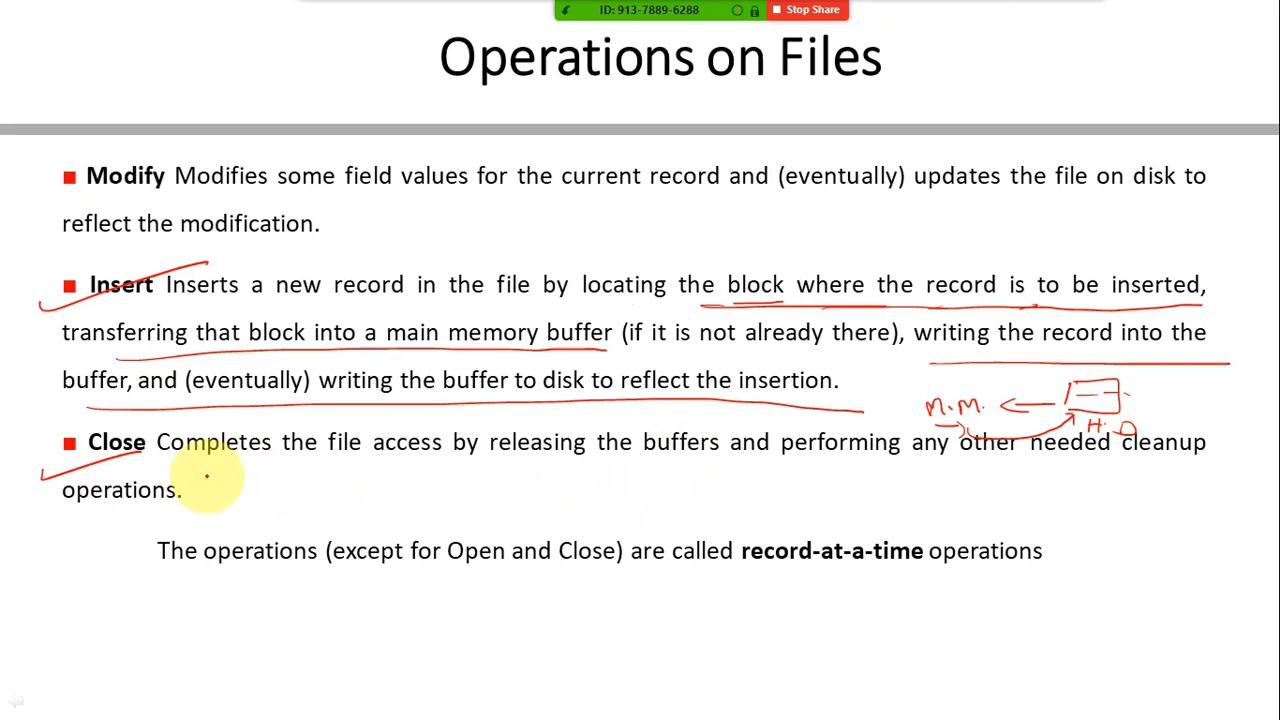 ID: 913-7889-6288
Stop Share
Operations on Files
Modify Modifies some field values for the current record and (eventually) updates the file on disk to
reflect the modification.
Insert Inserts a new record in the file by locating the block where the record is to be inserted,
transferring that block into a main memory buffer (if it is not already there), writing the record into the
buffer, and (eventually) writing the buffer to disk to reflect the insertion.
M.M.
H.D
Close Completes the file access by releasing the buffers and performing any other needed cleanup
operations.
The operations (except for Open and Close) are called record-at-a-time operations